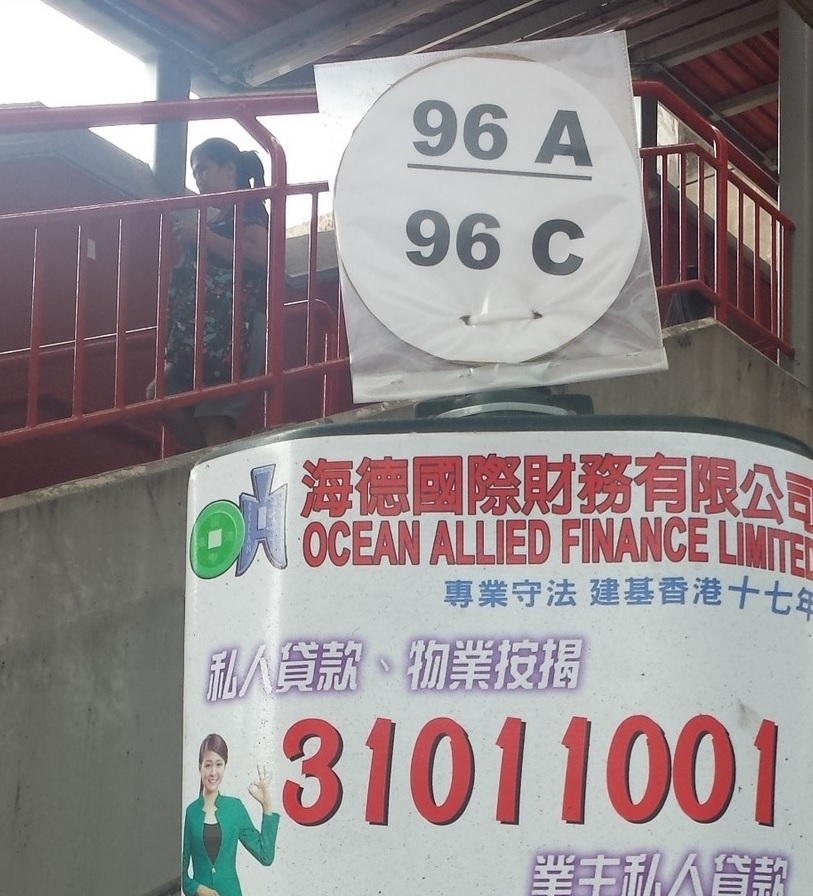 96 A
96 C
海德國際財務有限公司
OCEAN ALLIED FINANCE LIMITED
專業守法 建基香港十七年
私人貸款、物業按揭
31011001
業主私人貸款